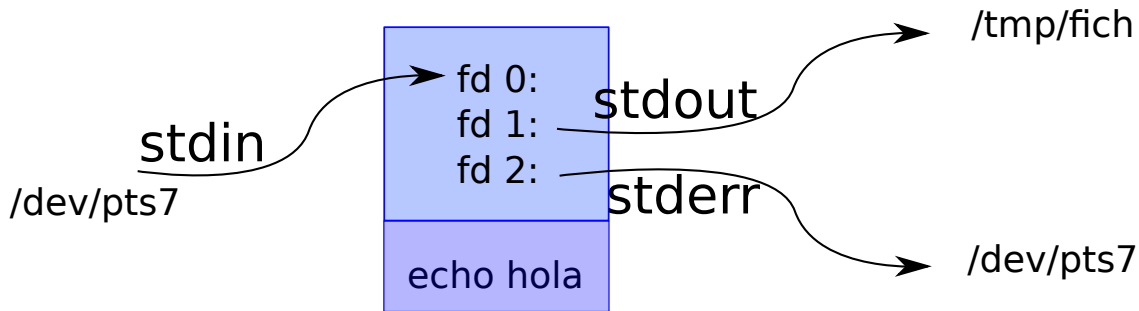 /tmp/fich
fd 0:
stdout
fd 1:
stdin
fd 2:
/dev/pts7
stderr
/dev/pts7
echo hola